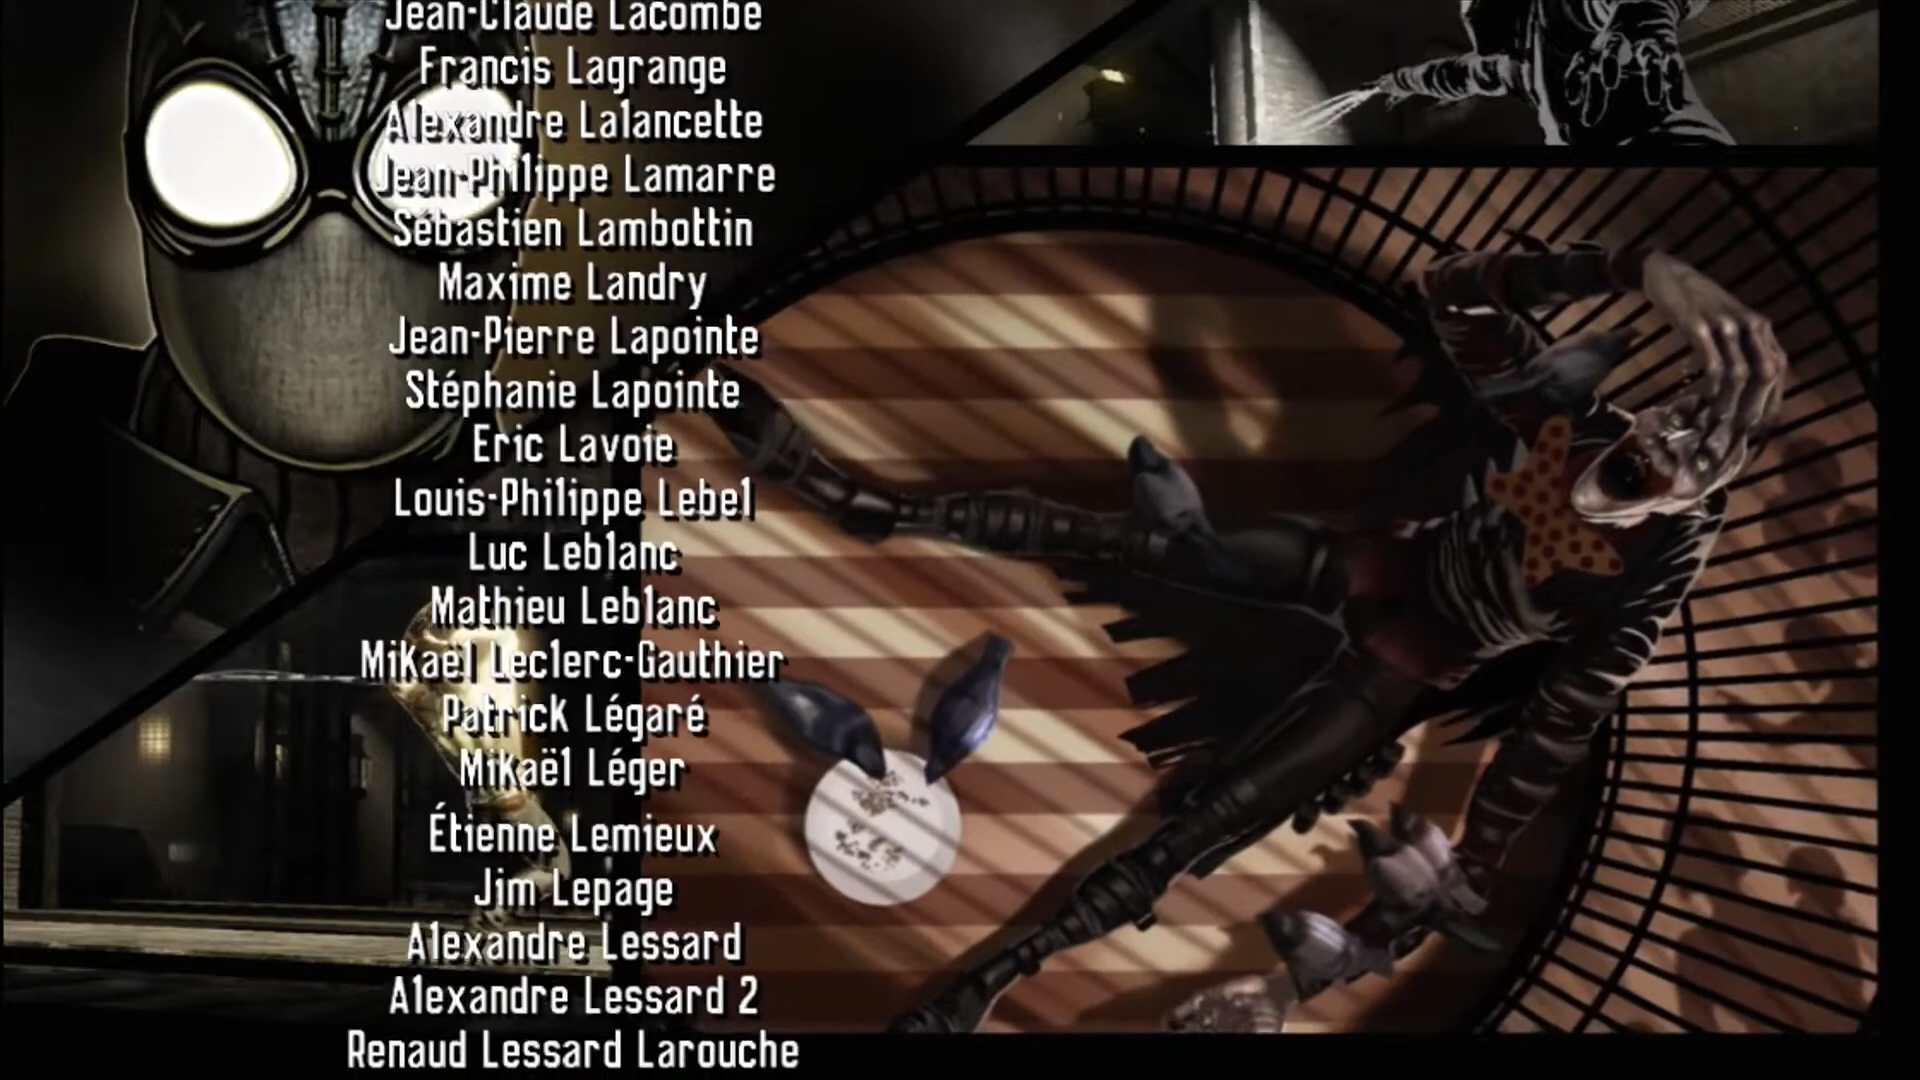 Jean-Claude Lacombe
Francis Lagrange
Alexandre Lalancette
Jean-Philippe Lamarre
Sébastien Lambottin
Maxime Landry
Jean-Pierre Lapointe
Stéphanie Lapointe
Eric Lavoie
Louis-Philippe Lebel
Luc Leblanc
Mathieu Leblanc
Mikaël Leclerc-Gauthier
Patrick Légaré
Mikaël Léger
Étienne Lemieux
Jim Lepage
Alexandre Lessard
Alexandre Lessard 2
Renaud Lessard Larouche